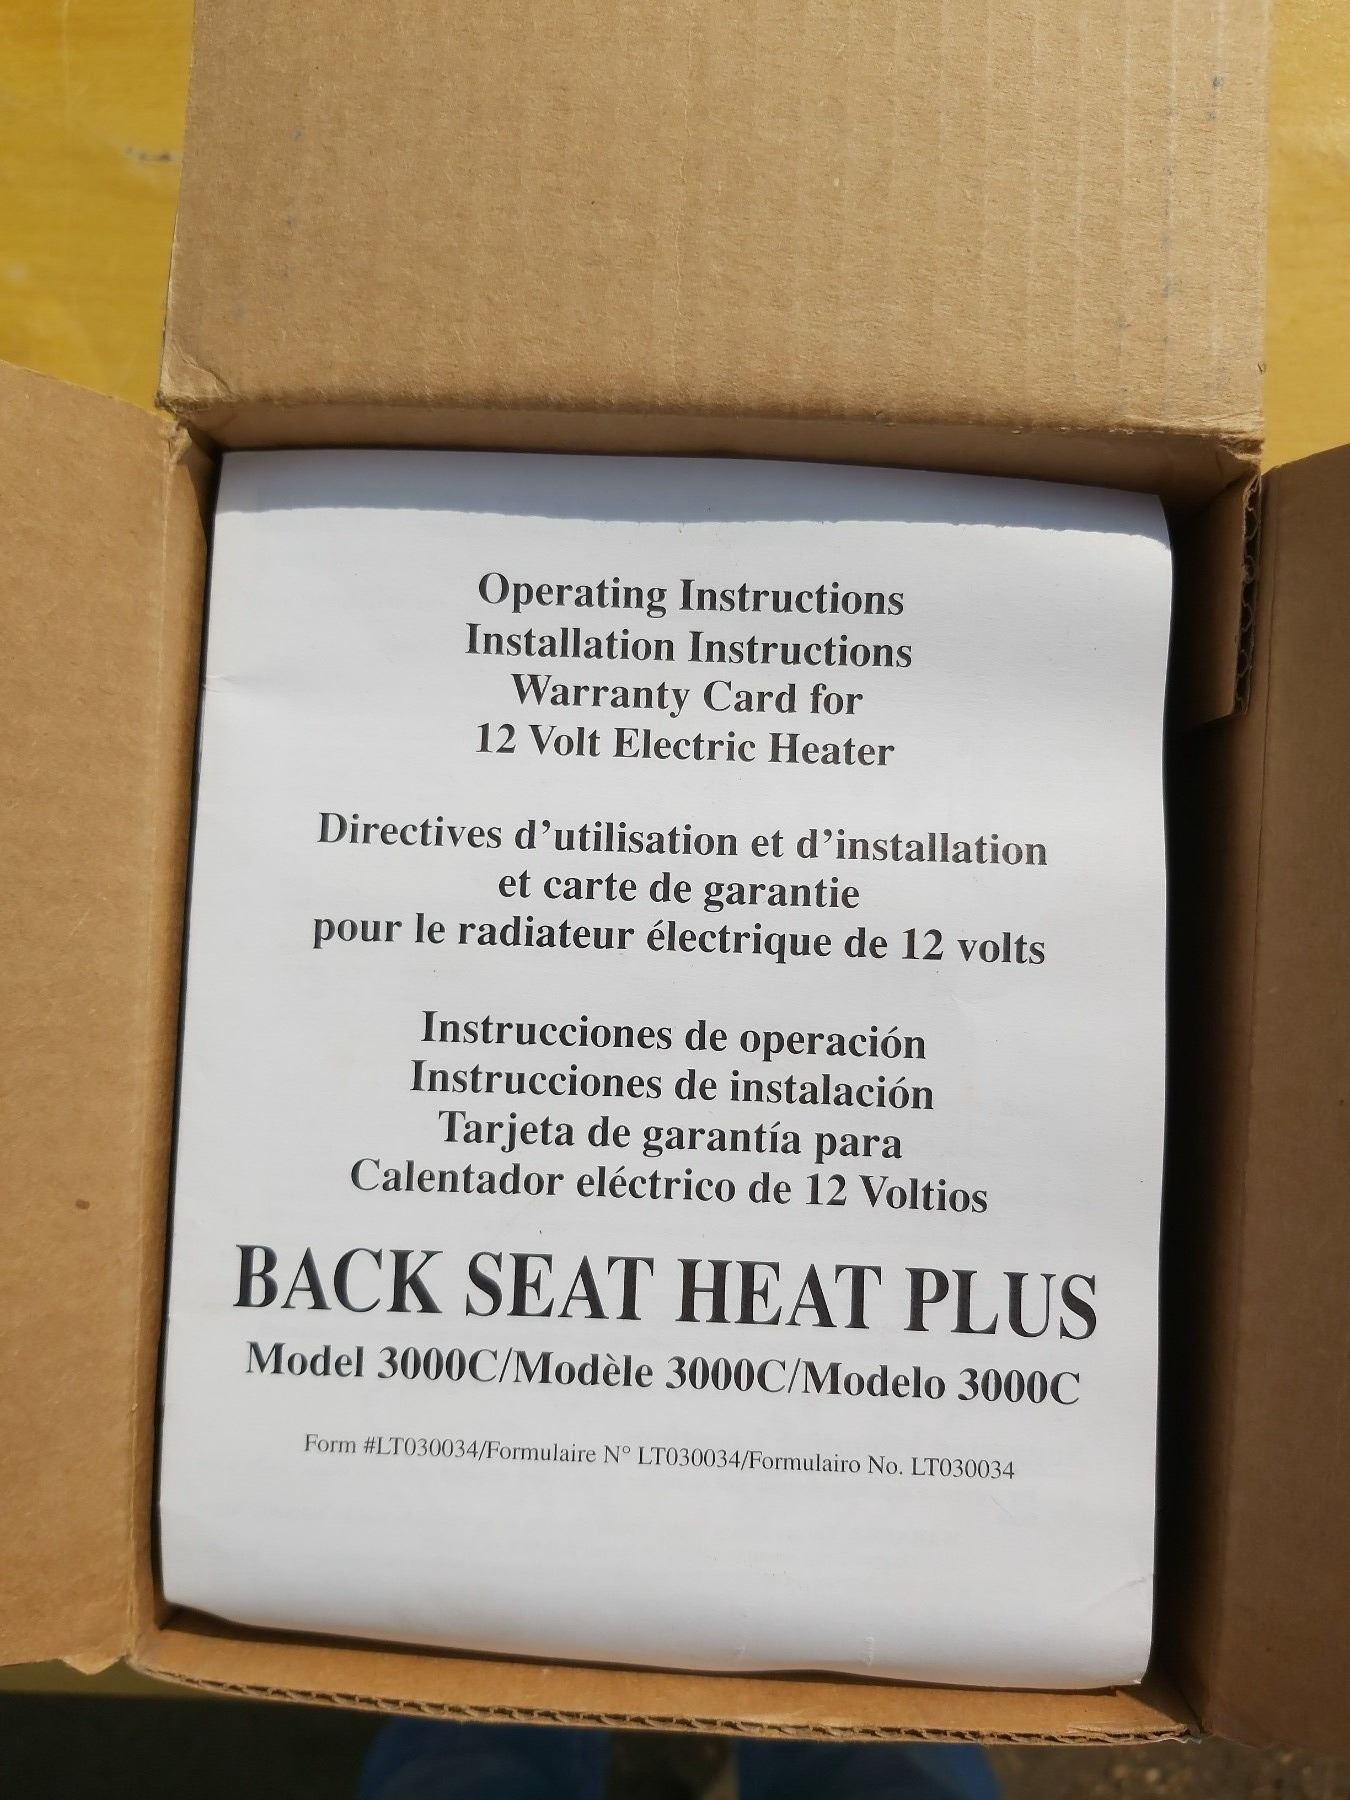 Operating Instructions
Installation Instructions
Warranty Card for
12 Volt Electric Heater
Directives d’utilisation et d’installation
et carte de garantie
pour le radiateur électrique de 12 volts
Instrucciones de operación
Instrucciones de instalación
Tarjeta de garantía para
Calentador eléctrico de 12 Voltios
BACK SEAT HEAT PLUS
Model 3000C/Modèle 3000C/Modelo 3000C
Form #LT030034/Formulaire N° LT030034/Formulairo No. LT030034